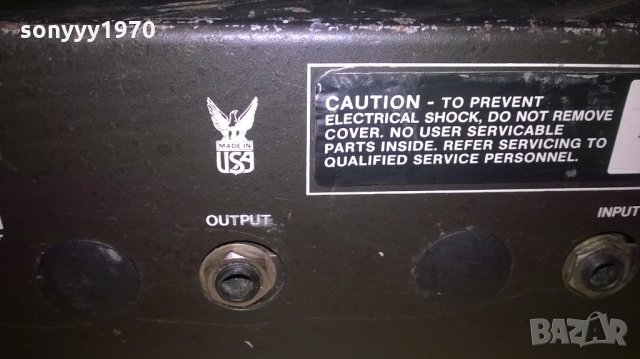 sonyyy1970
CAUTION - TO PREVENT
ELECTRICAL SHOCK, DO NOT REMOVE
COVER. NO USER SERVICABLE
PARTS INSIDE. REFER SERVICING TO
QUALIFIED SERVICE PERSONNEL.
MADE IN
USA
OUTPUT
INPUT
BAZAR